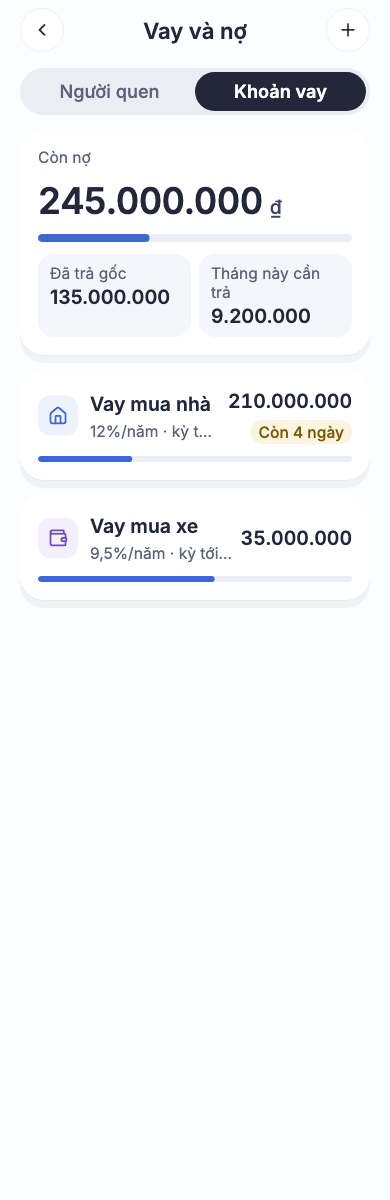 Vay và nợ
Người quen
Khoản vay
Còn nợ
245.000.000 ₫
Đã trả gốc
135.000.000
Tháng này cần
trả
9.200.000
Vay mua nhà
210.000.000
12%/năm · kỳ t...
Còn 4 ngày
Vay mua xe
35.000.000
9,5%/năm · kỳ tới...